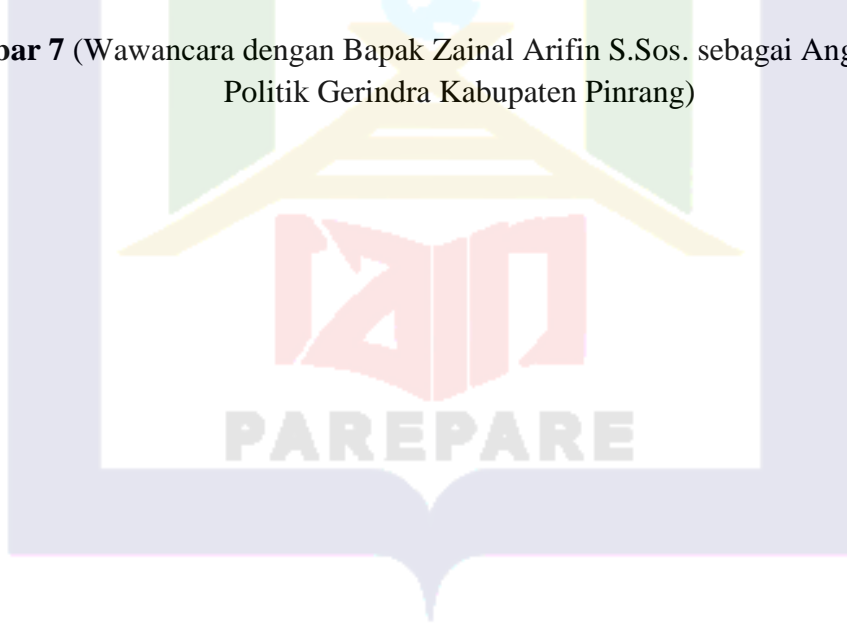 bar 7 (Wawancara dengan Bapak Zainal Arifin S.Sos. sebagai Ang
Politik Gerindra Kabupaten Pinrang)
PAREPARE